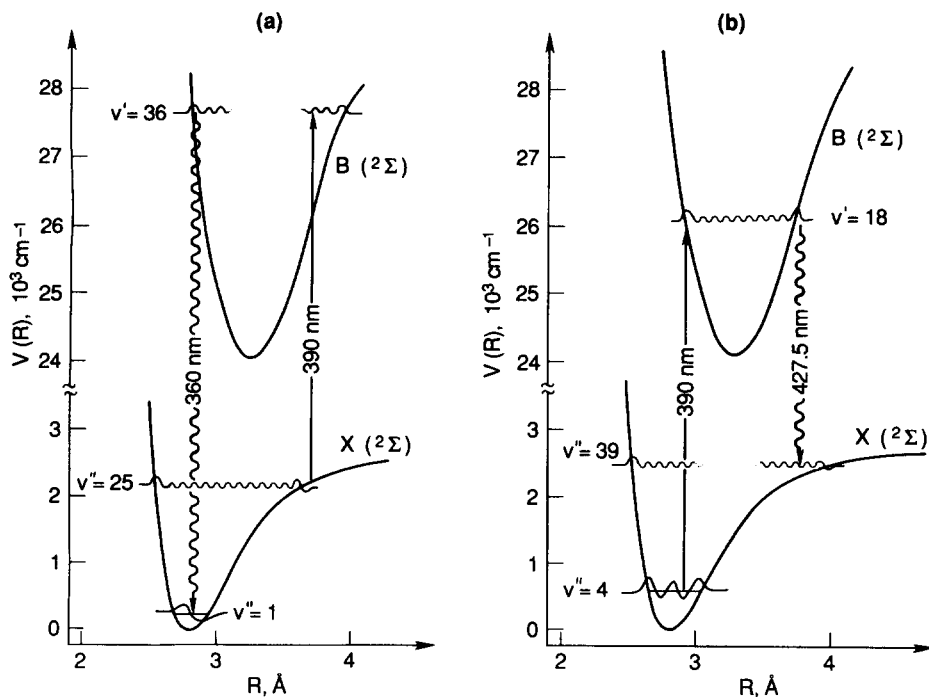 (a)
28
v' = 36
27
B (²Σ)
26
25
24
V (R), 10³ cm⁻¹
360 nm
390 nm
3
X (²Σ)
v'' = 25
2
1
v'' = 1
0
2
3
4
R, Å
(b)
28
B (²Σ)
27
26
v' = 18
25
24
V (R), 10³ cm⁻¹
390 nm
427.5 nm
3
X (²Σ)
v'' = 39
2
1
v'' = 4
0
2
3
4
R, Å